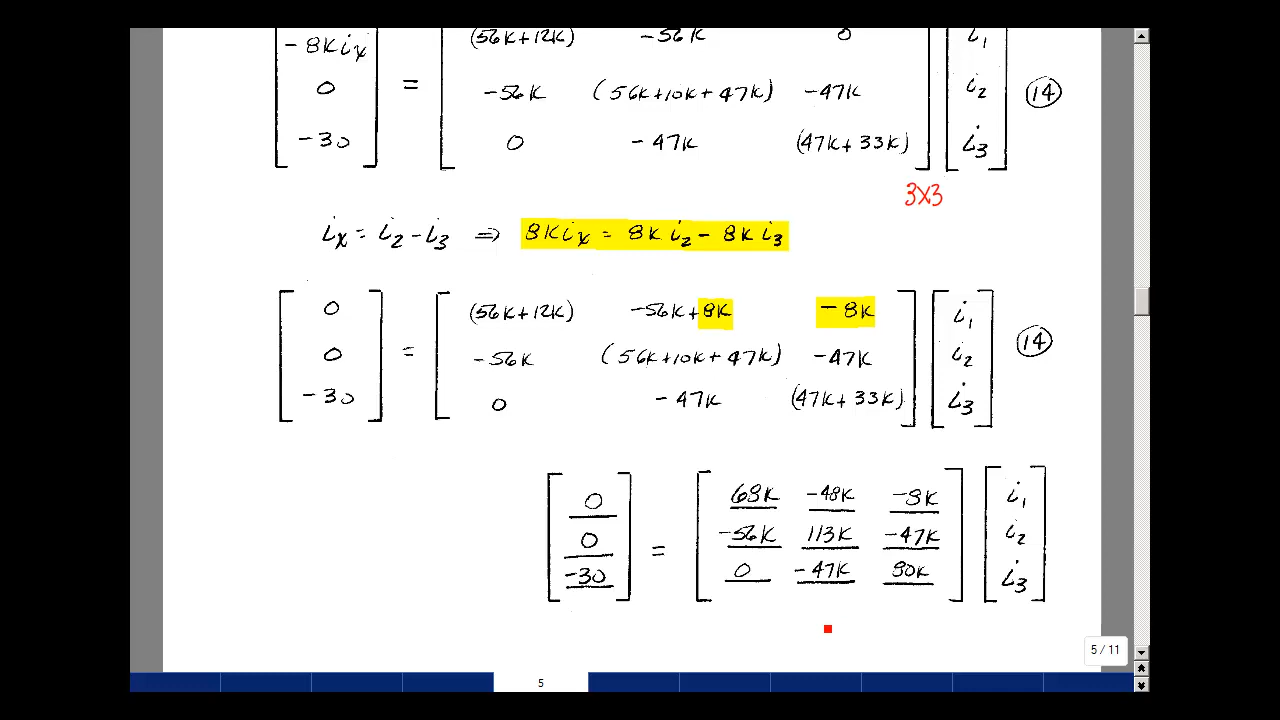 -8Kix (56K+12K) -56K 0 i1
0 = -56K (56K+10K+47K) -47K i2 (14)
-30 0 -47K (47K+33K) i3
3X3
ix = i2 - i3 ⇒ 8Kix = 8K i2 - 8K i3
0 (56K+12K) -56K+8K -8K i1
0 = -56K (56K+10K+47K) -47K i2 (14)
-30 0 -47K (47K+33K) i3
0 68K -48K -8K i1
0 = -56K 113K -47K i2
-30 0 -47K 80K i3
5 / 11
5